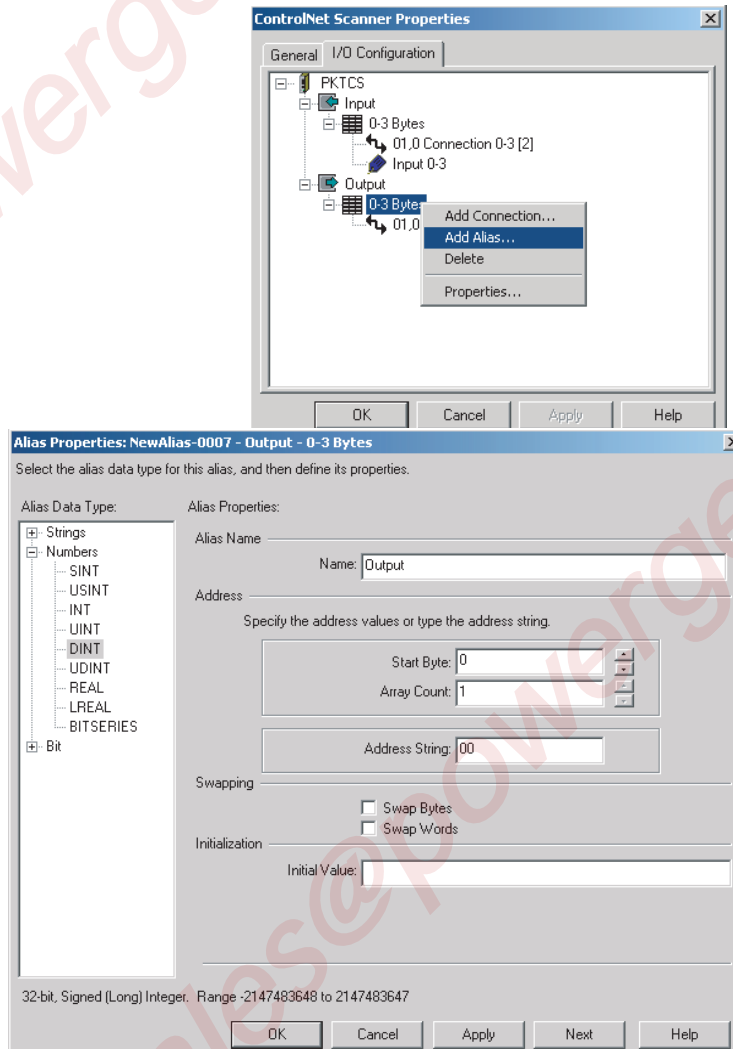 ControlNet Scanner Properties
General
I/O Configuration
PKTCS
Input
0-3 Bytes
01,0 Connection 0-3 [2]
Input 0-3
Output
0-3 Bytes
01,0
Add Connection...
Add Alias...
Delete
Properties...
OK
Cancel
Apply
Help
Alias Properties: NewAlias-0007 - Output - 0-3 Bytes
Select the alias data type for this alias, and then define its properties.
Alias Data Type:
Strings
Numbers
SINT
USINT
INT
UINT
DINT
UDINT
REAL
LREAL
BITSERIES
Bit
Alias Properties:
Alias Name
Name: Output
Address
Specify the address values or type the address string.
Start Byte: 0
Array Count: 1
Address String: 00
Swapping
Swap Bytes
Swap Words
Initialization
Initial Value:
32-bit, Signed (Long) Integer. Range -2147483648 to 2147483647
OK
Cancel
Apply
Next
Help